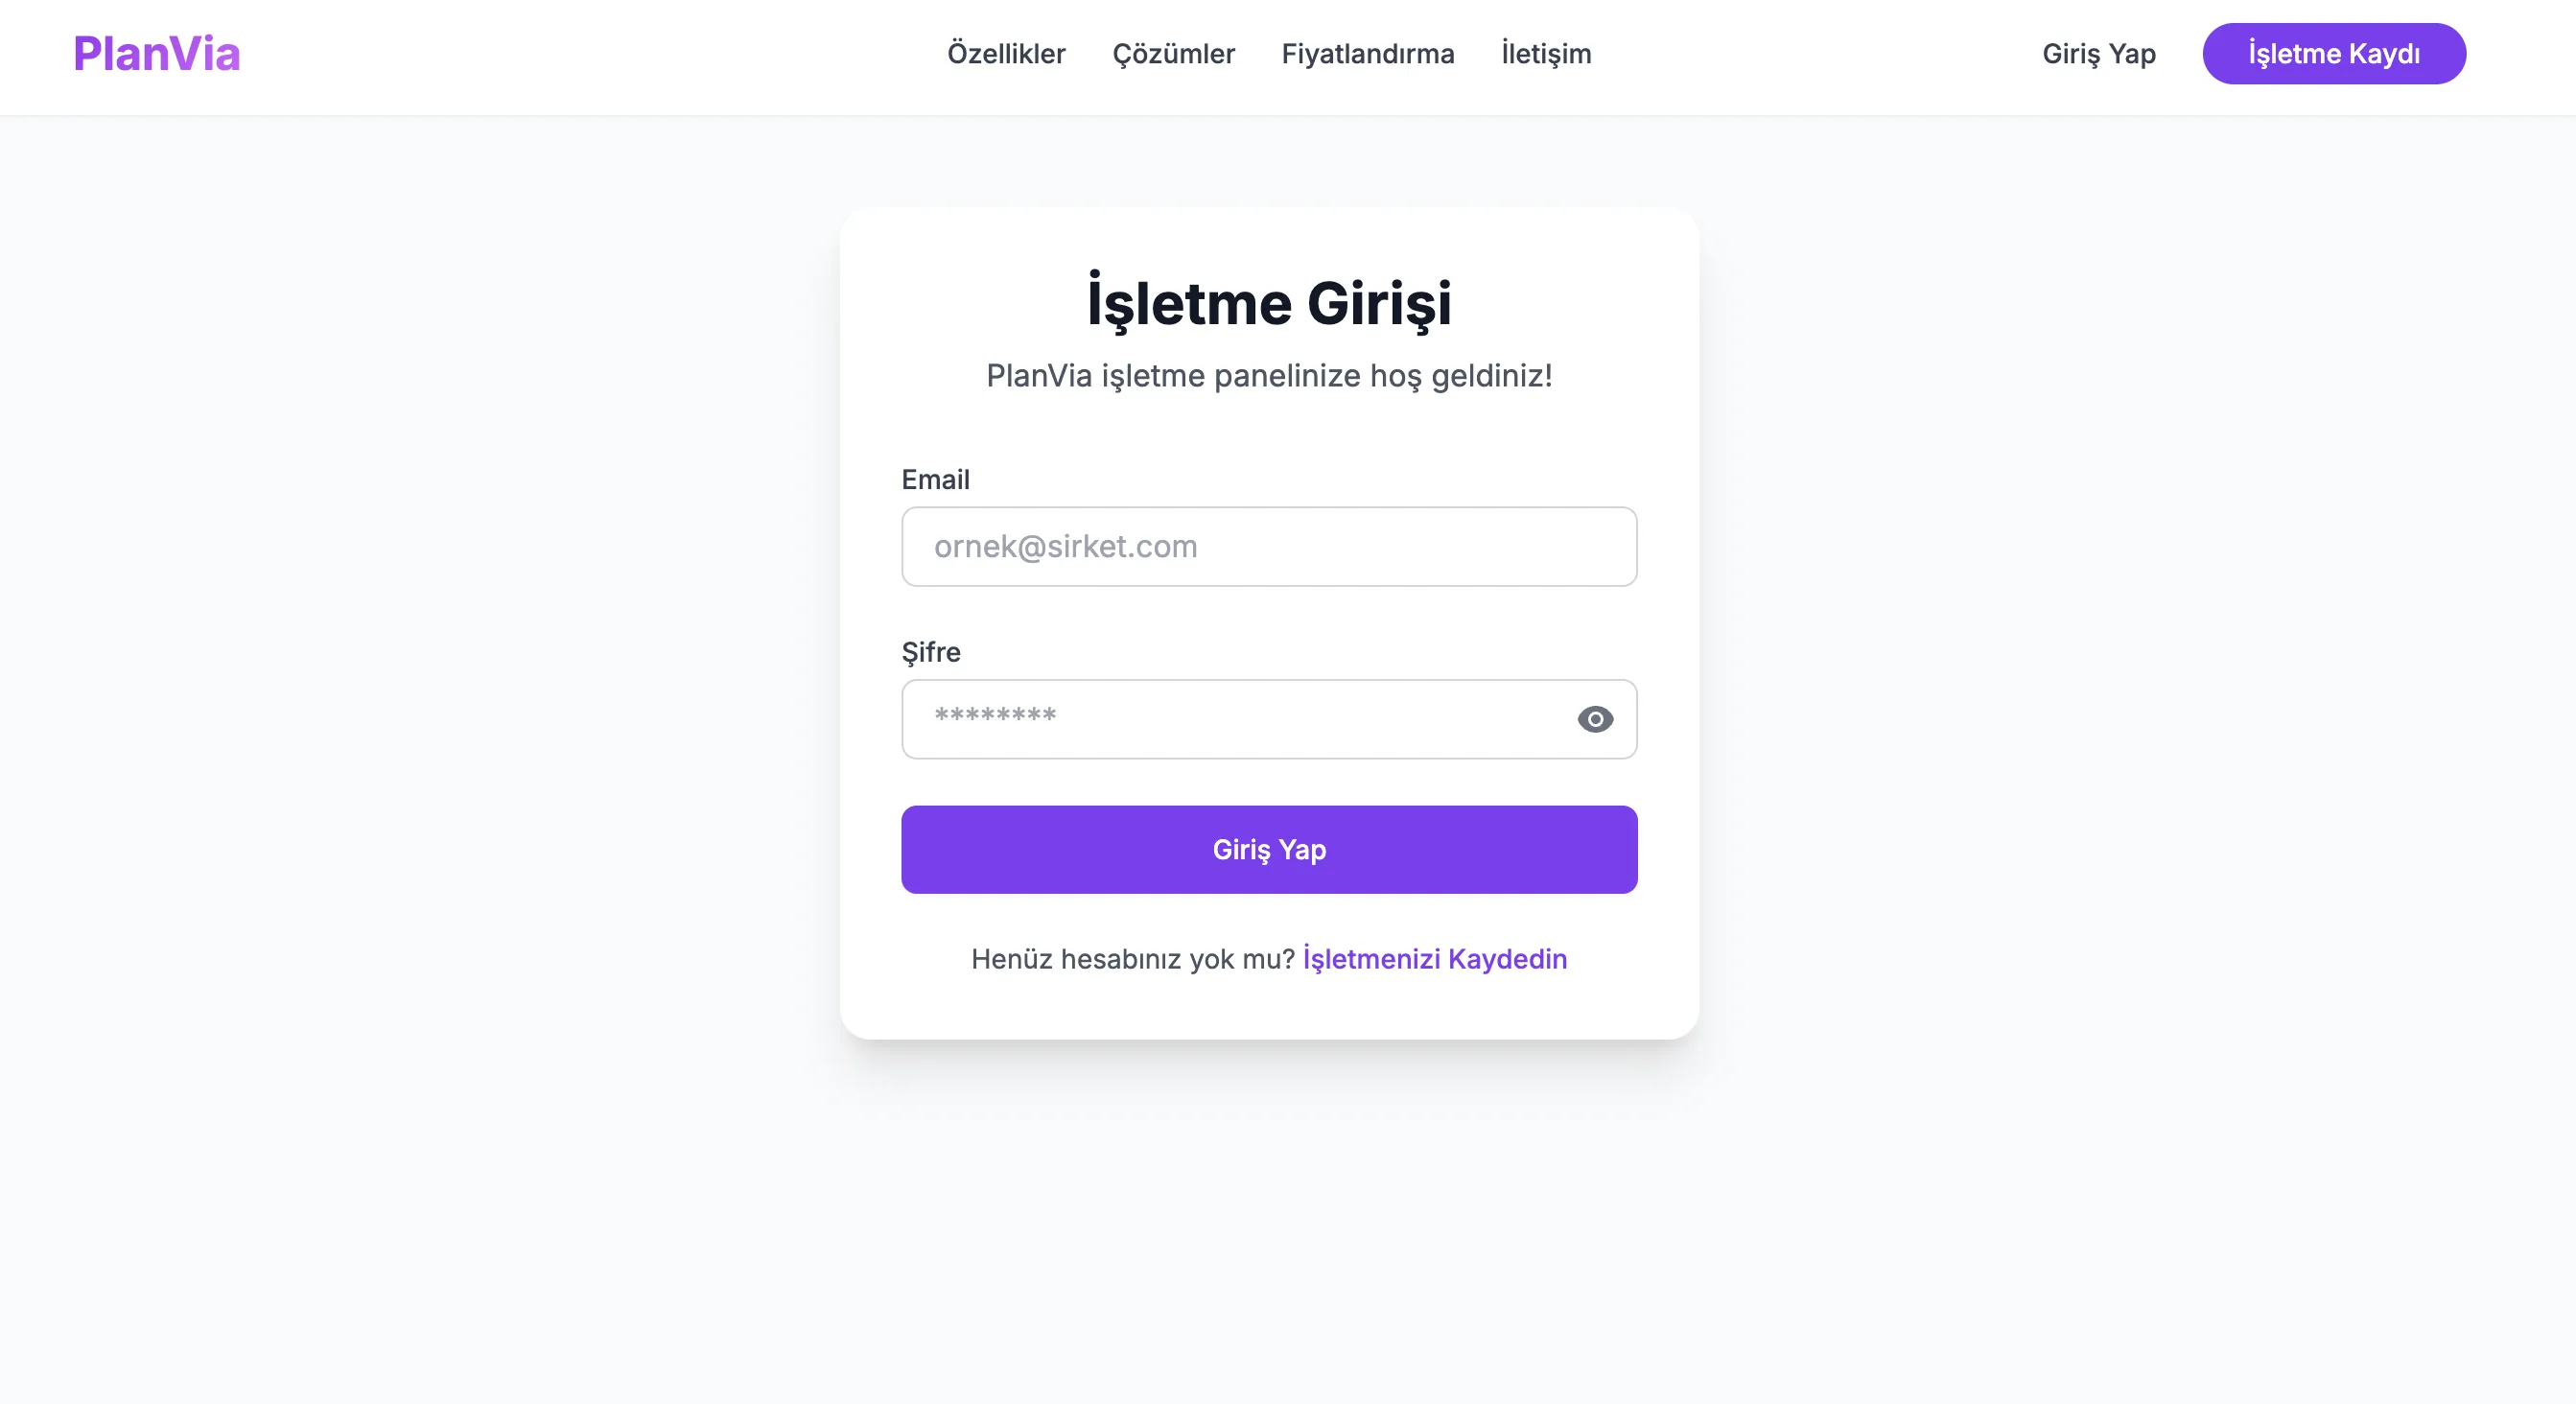 PlanVia
Özellikler Çözümler Fiyatlandırma İletişim
Giriş Yap İşletme Kaydı
İşletme Girişi
PlanVia işletme panelinize hoş geldiniz!
Email
ornek@sirket.com
Şifre
********
Giriş Yap
Henüz hesabınız yok mu? İşletmenizi Kaydedin